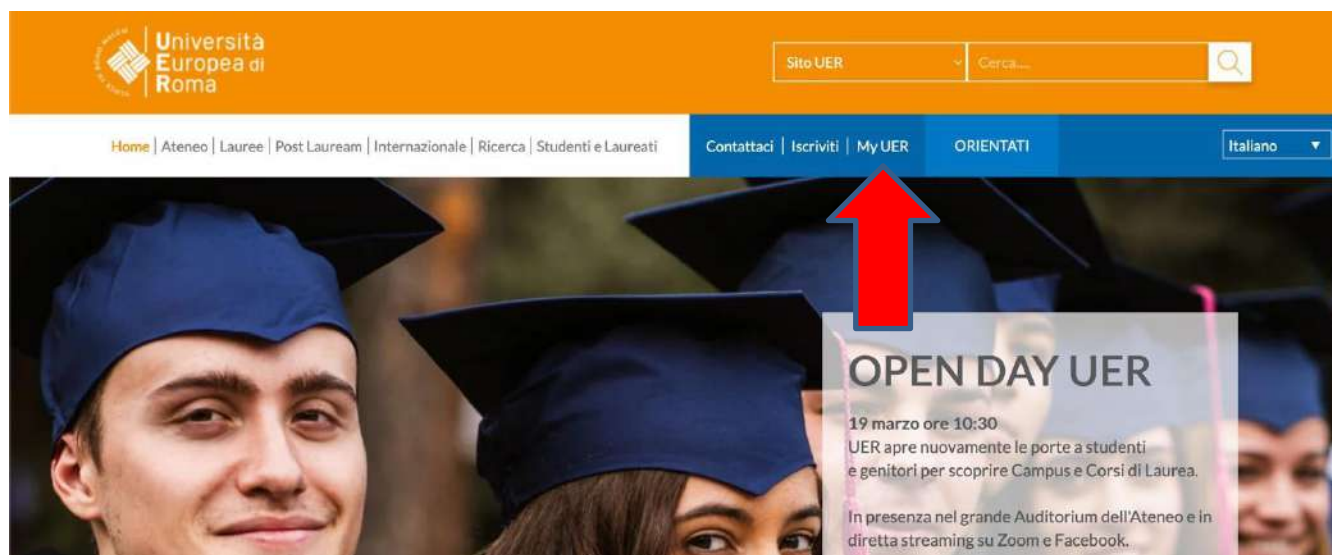 Università
Europea di
Roma
Sito UER
Cerca....
Home | Ateneo | Lauree | Post Lauream | Internazionale | Ricerca | Studenti e Laureati
Contattaci | Iscriviti | My UER
ORIENTATI
Italiano
OPEN DAY UER
19 marzo ore 10:30
UER apre nuovamente le porte a studenti
e genitori per scoprire Campus e Corsi di Laurea.
In presenza nel grande Auditorium dell'Ateneo e in
diretta streaming su Zoom e Facebook.